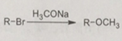 R-Br H₃CONa → R-OCH₃